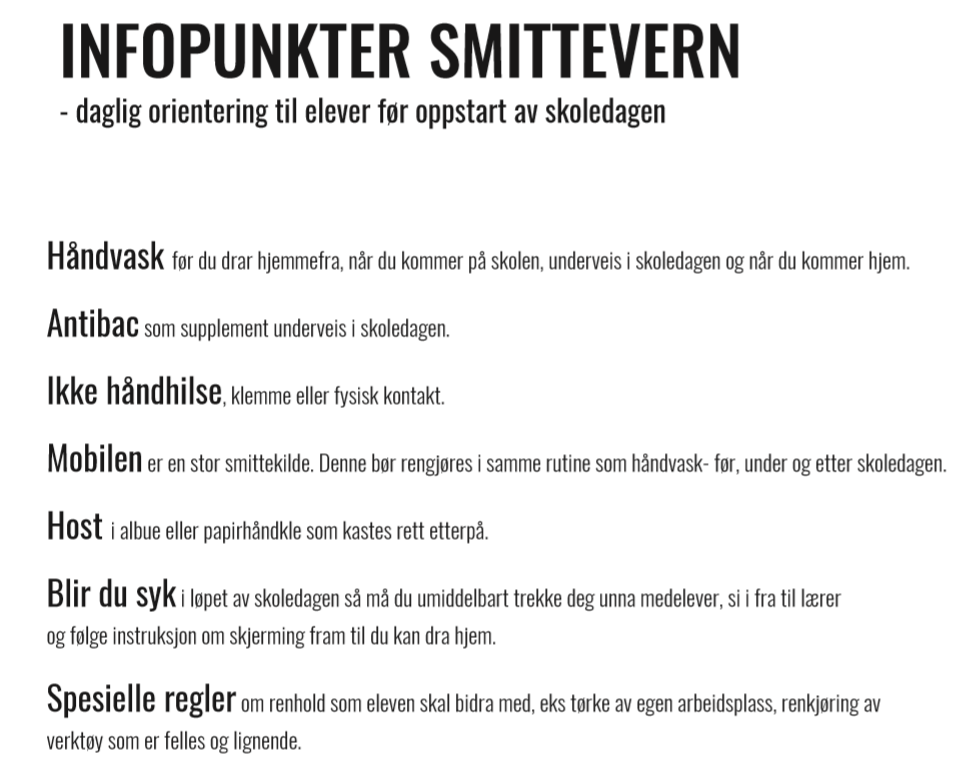 INFOPUNKTER SMITTEVERN
- daglig orientering til elever før oppstart av skoledagen
Håndvask før du drar hjemmefra, når du kommer på skolen, underveis i skoledagen og når du kommer hjem.
Antibac som supplement underveis i skoledagen.
Ikke håndhilse, klemme eller fysisk kontakt.
Mobilen er en stor smittekilde. Denne bør rengjøres i samme rutine som håndvask- før, under og etter skoledagen.
Host i albue eller papirhåndkle som kastes rett etterpå.
Blir du syk i løpet av skoledagen så må du umiddelbart trekke deg unna medelever, si i fra til lærer
og følge instruksjon om skjerming fram til du kan dra hjem.
Spesielle regler om renhold som eleven skal bidra med, eks tørke av egen arbeidsplass, renkjøring av
verktøy som er felles og lignende.